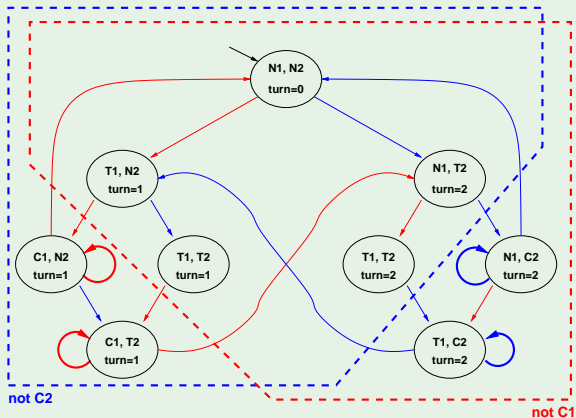 N1, N2
turn=0
T1, N2
turn=1
N1, T2
turn=2
C1, N2
turn=1
T1, T2
turn=1
T1, T2
turn=2
N1, C2
turn=2
C1, T2
turn=1
T1, C2
turn=2
not C2
not C1